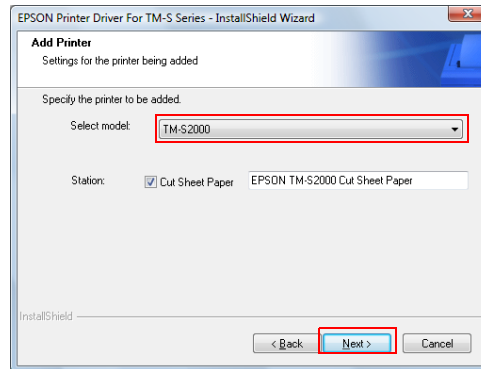 EPSON Printer Driver For TM-S Series - InstallShield Wizard
Add Printer
Settings for the printer being added
Specify the printer to be added.
Select model: TM-S2000
Station: Cut Sheet Paper EPSON TM-S2000 Cut Sheet Paper
InstallShield
< Back Next > Cancel